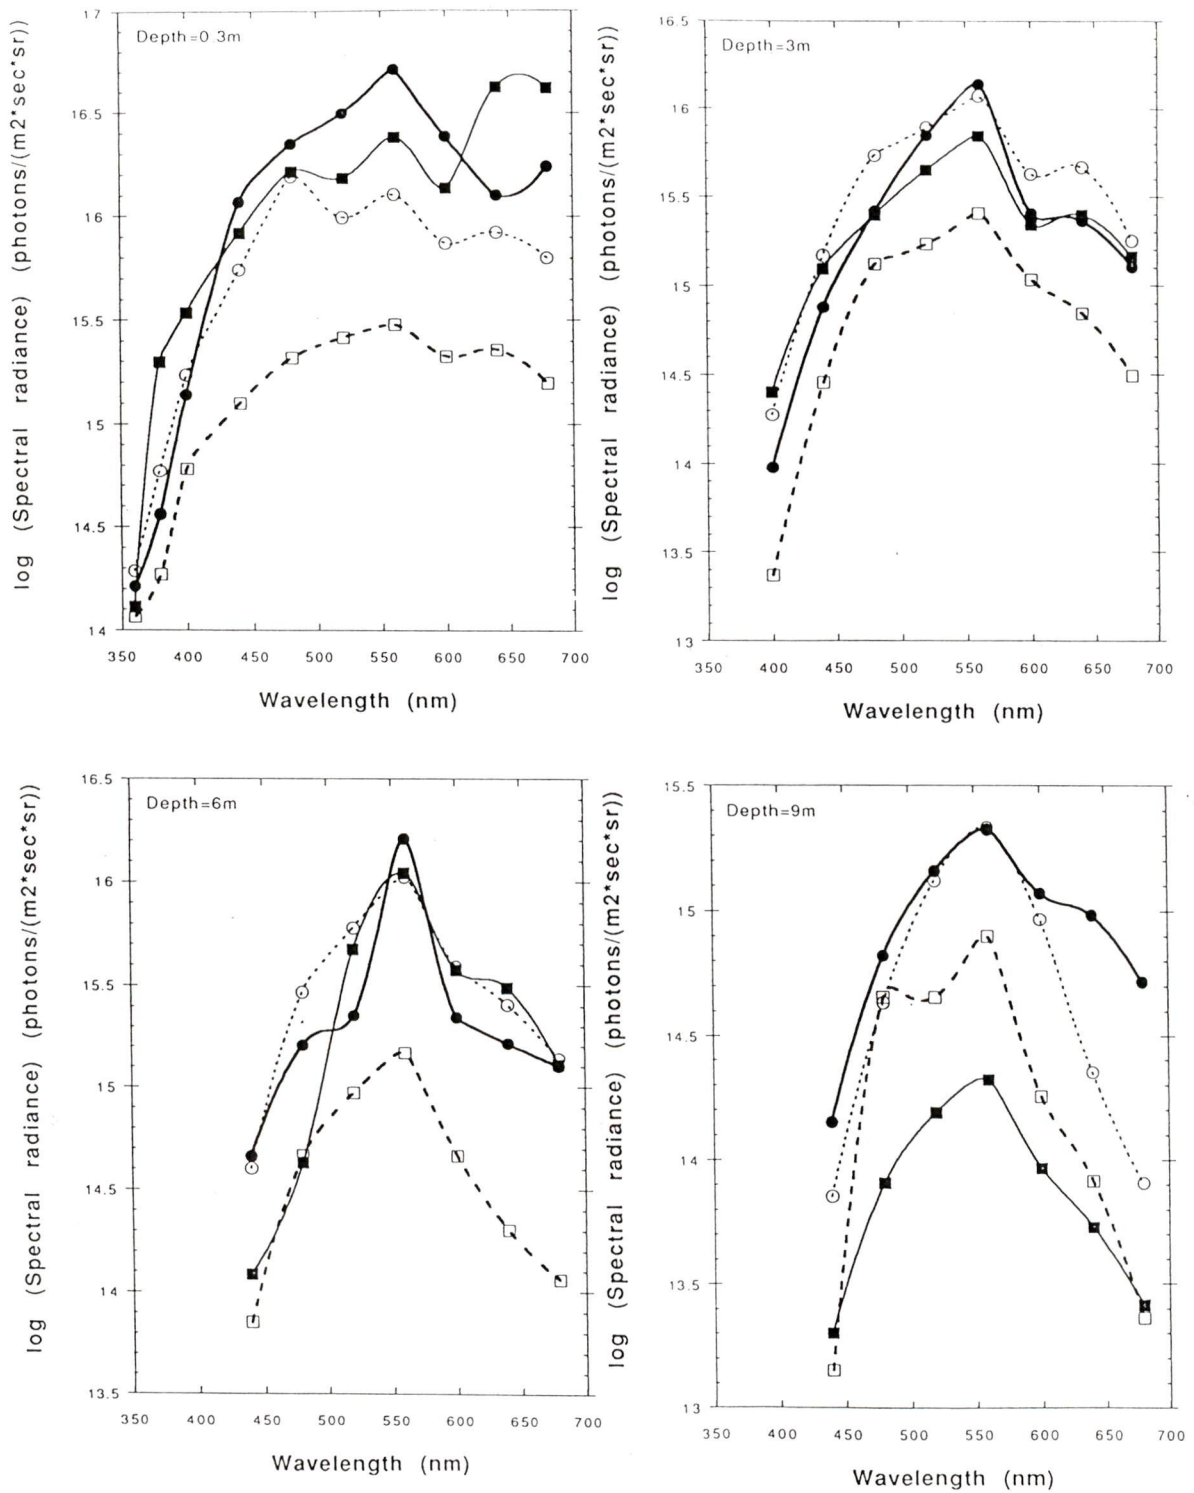 Depth=0.3m
log (Spectral radiance) (photons/(m2*sec*sr))
17
16.5
16
15.5
15
14.5
14
350 400 450 500 550 600 650 700
Wavelength (nm)
Depth=3m
log (Spectral radiance) (photons/(m2*sec*sr))
16.5
16
15.5
15
14.5
14
13.5
13
350 400 450 500 550 600 650 700
Wavelength (nm)
Depth=6m
log (Spectral radiance) (photons/(m2*sec*sr))
16.5
16
15.5
15
14.5
14
13.5
350 400 450 500 550 600 650 700
Wavelength (nm)
Depth=9m
log (Spectral radiance) (photons/(m2*sec*sr))
15.5
15
14.5
14
13.5
13
350 400 450 500 550 600 650 700
Wavelength (nm)